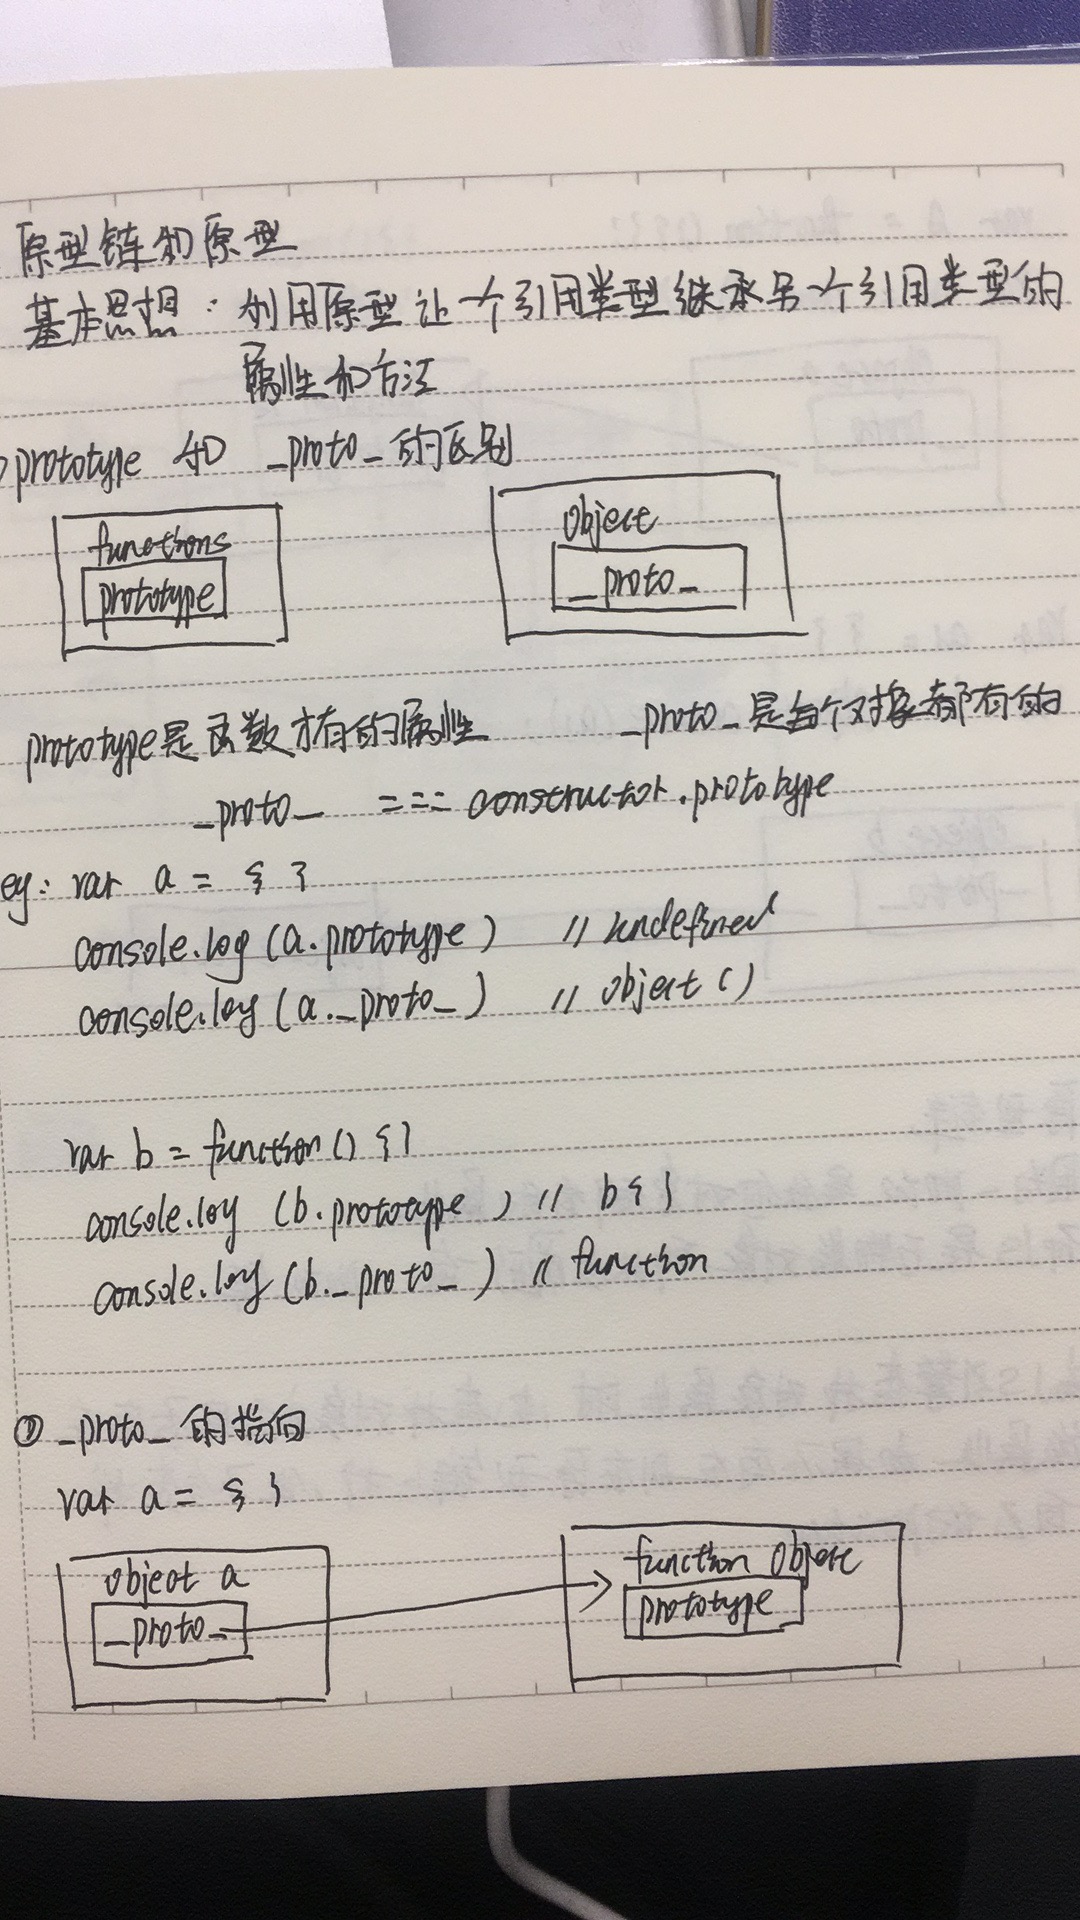 原型链和原型
基本思想：利用原型让一个引用类型继承另一个引用类型的
属性和方法
prototype 和 _proto_ 的区别
functions
prototype
object
_proto_
prototype是函数才有的属性 _proto_是每个对象都有的
_proto_ === constructor.prototype
eg: var a = { }
console.log (a.prototype) // undefined
console.log (a._proto_) // object ()
var b = function () { }
console.log (b.prototype) // b{ }
console.log (b._proto_) // function
② _proto_ 的指向
var a = { }
object a
_proto_
function object
prototype